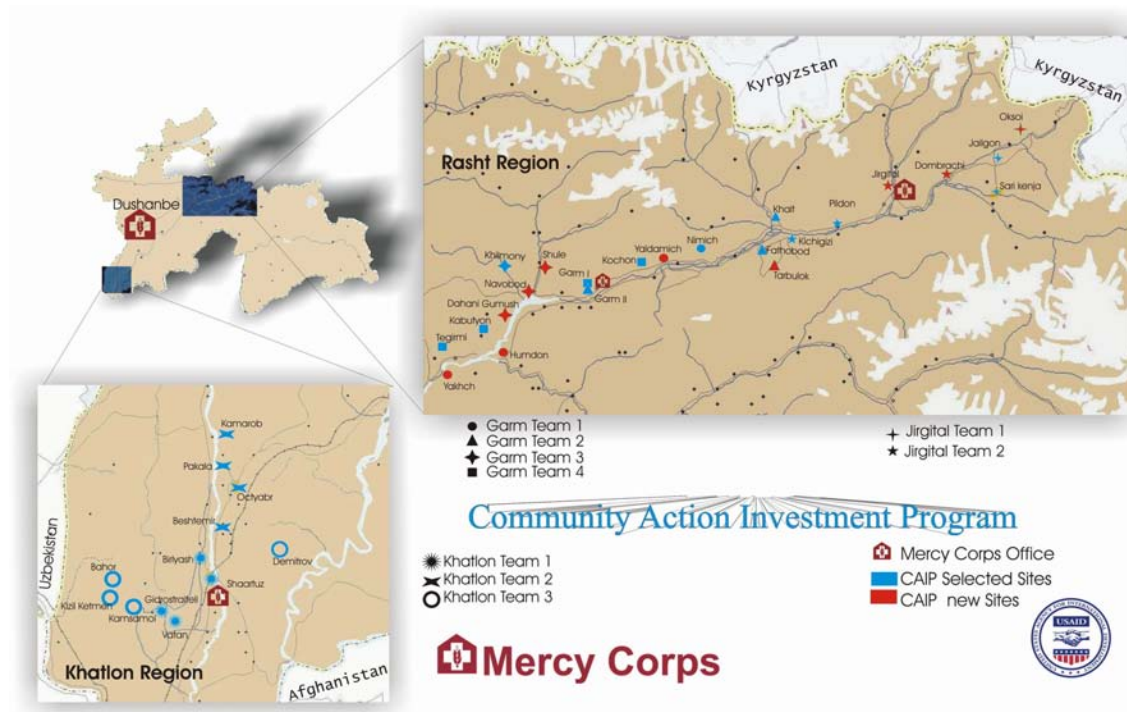 Dushanbe
Rasht Region
Kyrgyzstan
Kyrgyzstan
Oksoi
Jailgon
Dombrachi
Jirgital
Sari kenja
Pildon
Khait
Kichigizi
Fathobod
Tarbulok
Nimich
Yaldamich
Kochon
Shule
Khilmony
Garm I
Garm II
Navobod
Dahani Gumush
Kabutyon
Tegirmi
Humdon
Yakhch
Garm Team 1
Garm Team 2
Garm Team 3
Garm Team 4
Jirgital Team 1
Jirgital Team 2
Community Action Investment Program
Kamarob
Pakala
Octyabr
Beshtemir
Biriyash
Demitrov
Bahor
Shaartuz
Kizil Ketmen
Gidrostraiteli
Kamsamol
Vatan
Uzbekistan
Khatlon Region
Afghanistan
Khatlon Team 1
Khatlon Team 2
Khatlon Team 3
Mercy Corps Office
CAIP Selected Sites
CAIP new Sites
Mercy Corps
USAID